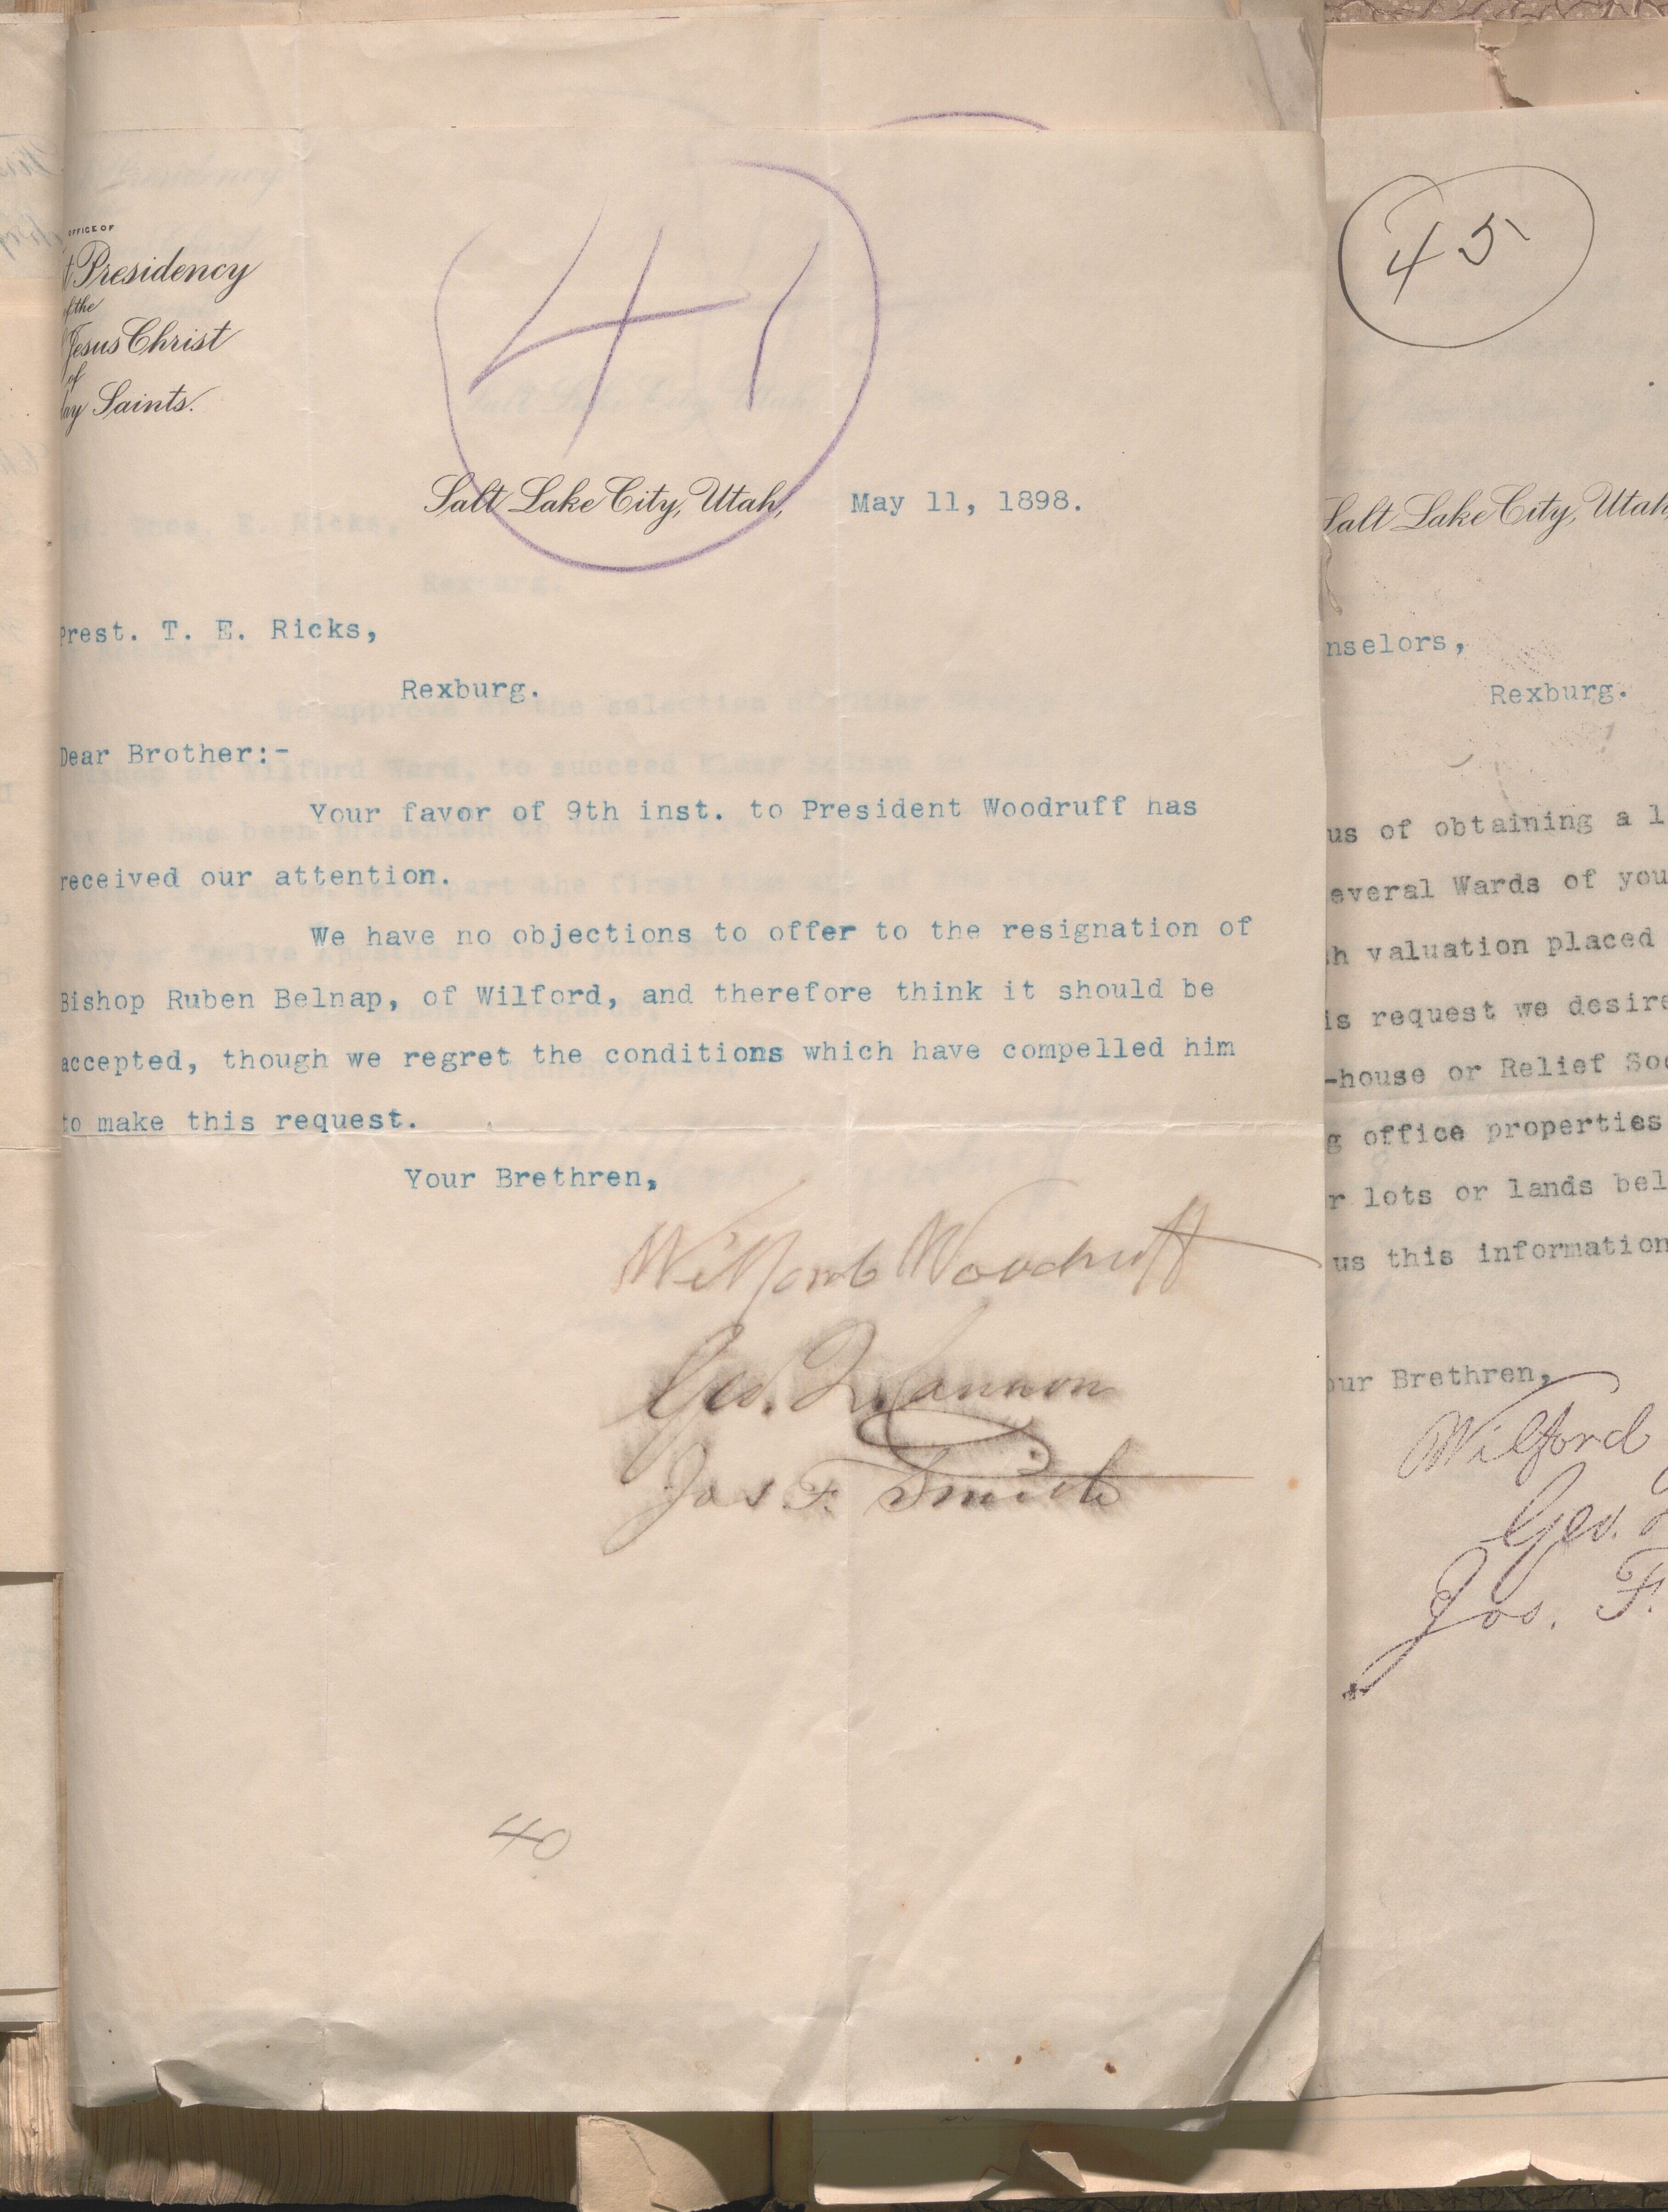 OFFICE OF
t Presidency
of the
Jesus Christ
of
ay Saints.
41
Salt Lake City, Utah, May 11, 1898.
Prest. T. E. Ricks,
Rexburg.
Dear Brother:-
Your favor of 9th inst. to President Woodruff has
received our attention.
We have no objections to offer to the resignation of
Bishop Ruben Belnap, of Wilford, and therefore think it should be
accepted, though we regret the conditions which have compelled him
to make this request.
Your Brethren,
Wilford Woodruff
Geo. Q. Cannon
Jos. F. Smith
40
45
Salt Lake City, Utah,
nselors,
Rexburg.
us of obtaining a l
everal Wards of you
h valuation placed
is request we desire
-house or Relief Soc
g office properties
r lots or lands bel
us this information
our Brethren,
Wilford
Geo.
Jos. F.